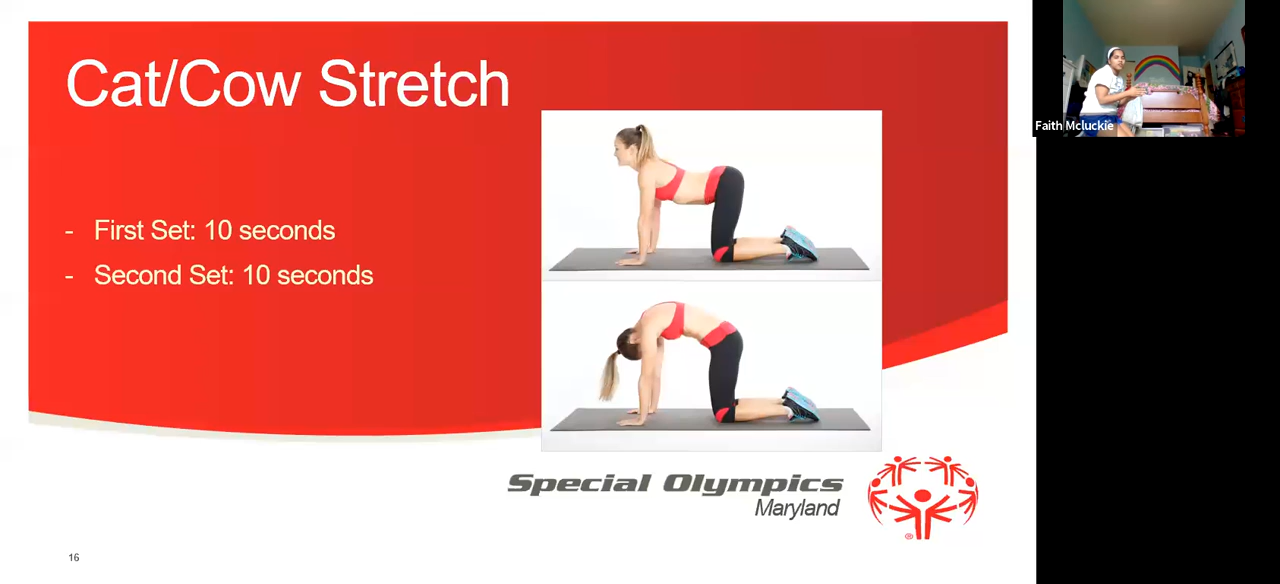 Cat/Cow Stretch
Faith Mcluckie
- First Set: 10 seconds
- Second Set: 10 seconds
Special Olympics
Maryland
®
16